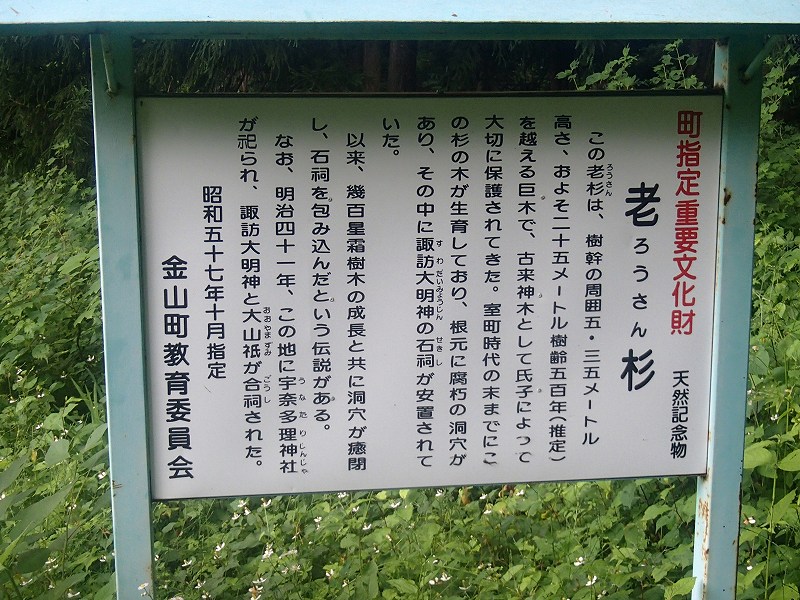 町指定重要文化財
天然記念物
老杉
ろうさん
この老杉は、樹幹の周囲五・三五メートル
高さ、およそ二十五メートル樹齢五百年(推定)
を越える巨木で、古来神木として氏子によって
大切に保護されてきた。室町時代の末までにこ
の杉の木が生育しており、根元に腐朽の洞穴が
あり、その中に諏訪大明神の石祠が安置されて
いた。
以来、幾百星霜樹木の成長と共に洞穴が癒閉
し、石祠を包み込んだという伝説がある。
なお、明治四十一年、この地に宇奈多理神社
が祀られ、諏訪大明神と大山祇が合祠された。
昭和五十七年十月指定
金山町教育委員会